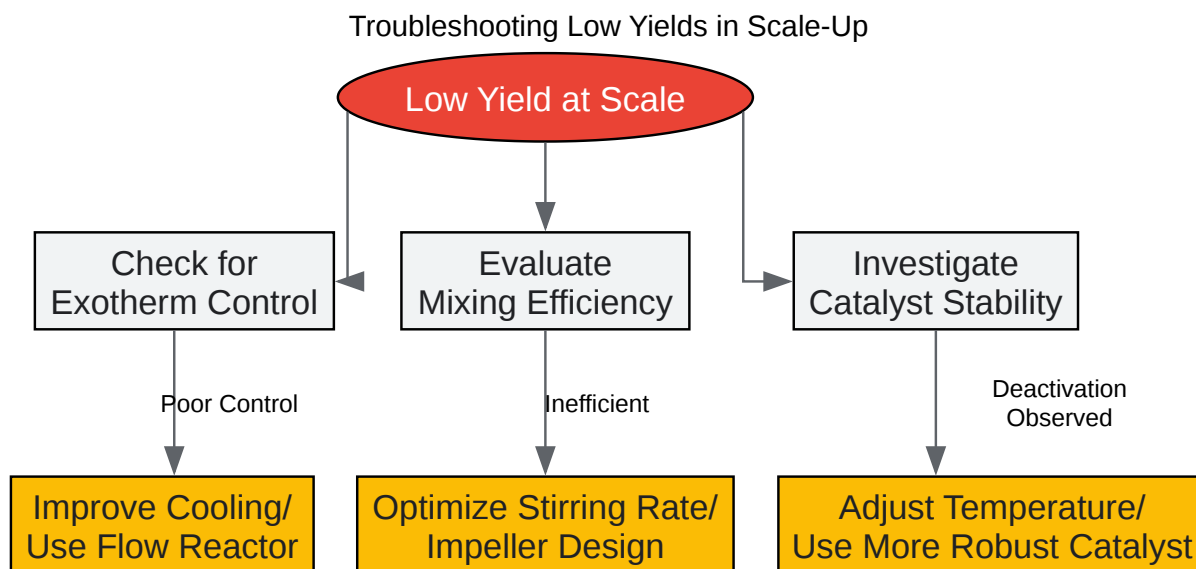 Troubleshooting Low Yields in Scale-Up
Low Yield at Scale
Check for
Exotherm Control
Evaluate
Mixing Efficiency
Investigate
Catalyst Stability
Poor Control
Inefficient
Deactivation
Observed
Improve Cooling/
Use Flow Reactor
Optimize Stirring Rate/
Impeller Design
Adjust Temperature/
Use More Robust Catalyst